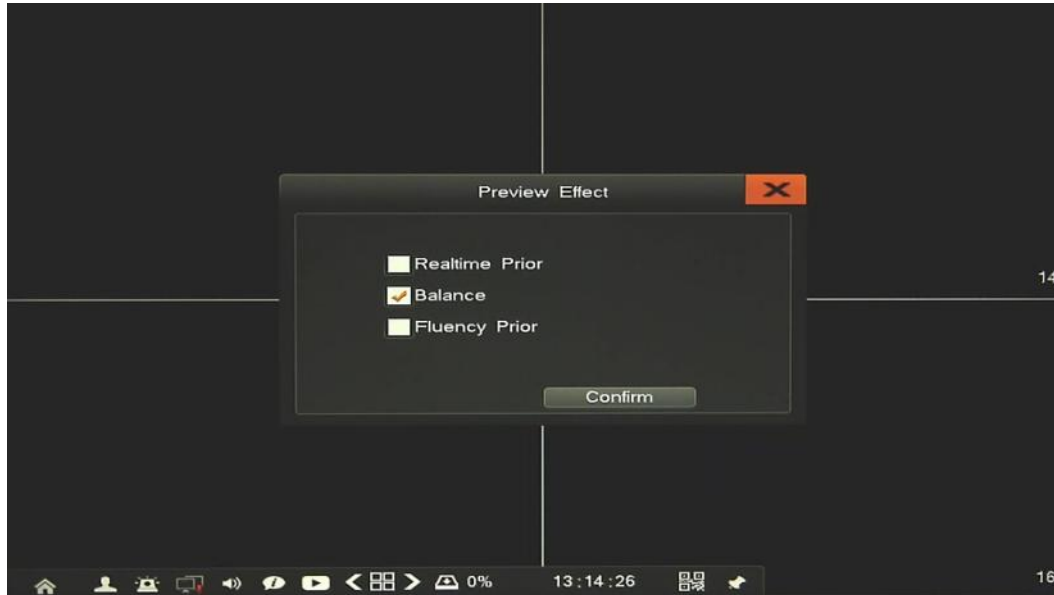 Preview Effect
Realtime Prior
14
Balance
Fluency Prior
Confirm
0%
13:14:26
16